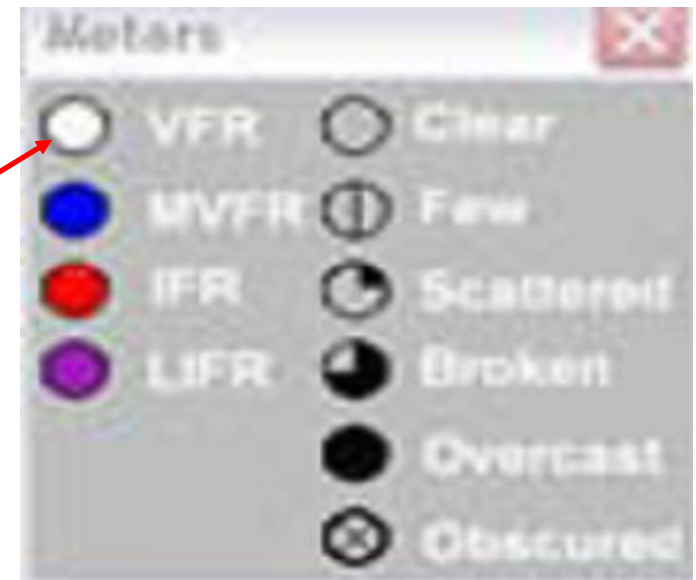 Metars
VFR Clear
MVFR Few
IFR Scattered
LIFR Broken
Overcast
Obscured